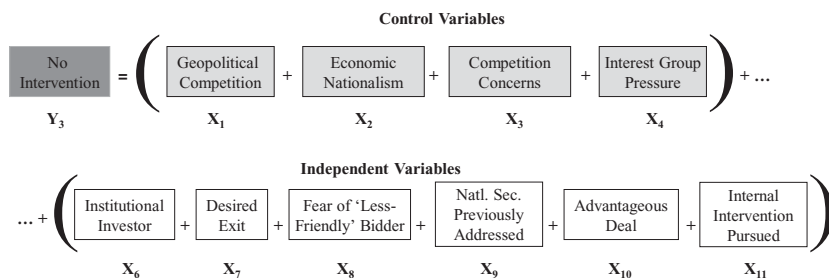 Control Variables
No Intervention = ( Geopolitical Competition + Economic Nationalism + Competition Concerns + Interest Group Pressure ) + ...
Y3 X1 X2 X3 X4
Independent Variables
... + ( Institutional Investor + Desired Exit + Fear of ‘Less-Friendly’ Bidder + Natl. Sec. Previously Addressed + Advantageous Deal + Internal Intervention Pursued )
X6 X7 X8 X9 X10 X11